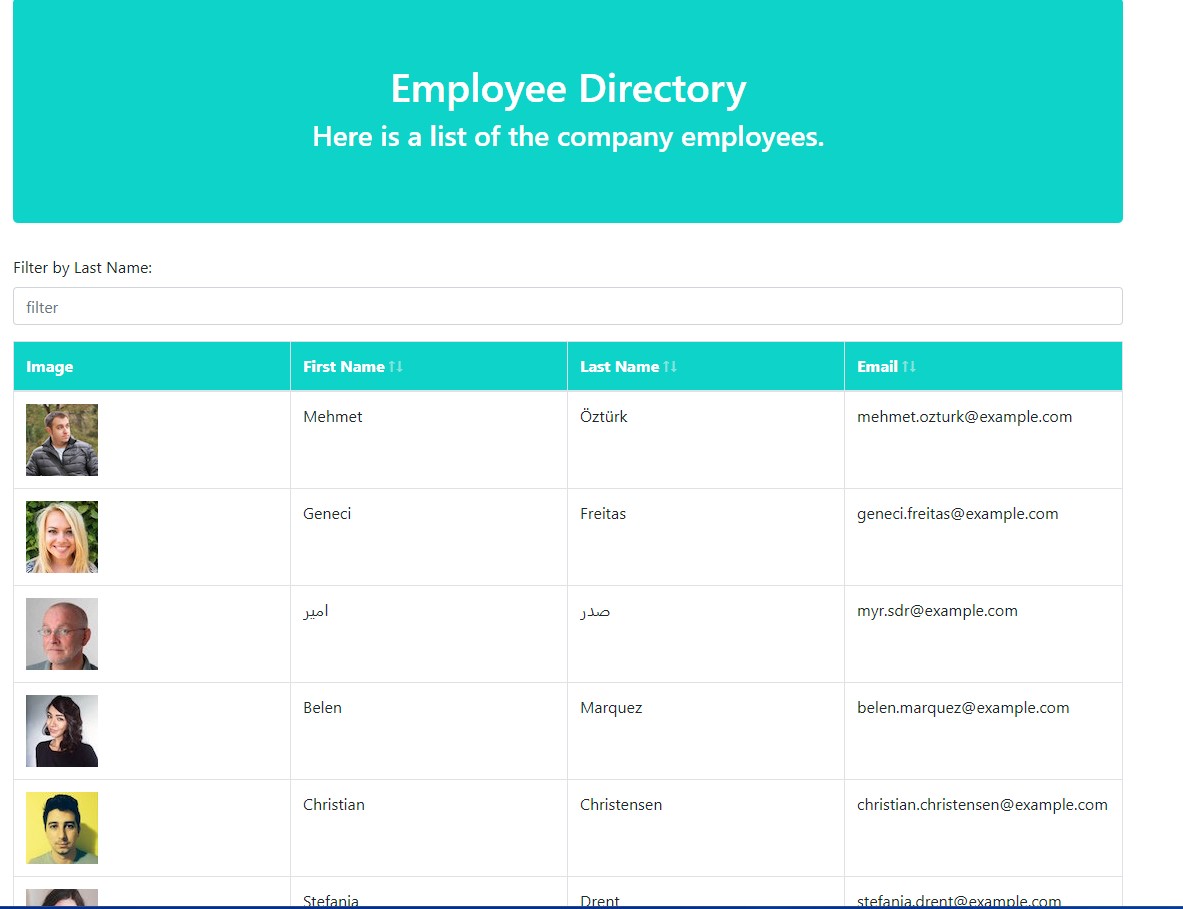 Employee Directory
Here is a list of the company employees.
Filter by Last Name:
filter
Image First Name ↑↓ Last Name ↑↓ Email ↑↓
Mehmet Öztürk mehmet.ozturk@example.com
Geneci Freitas geneci.freitas@example.com
امیر صدر myr.sdr@example.com
Belen Marquez belen.marquez@example.com
Christian Christensen christian.christensen@example.com
Stefania Drent stefania.drent@example.com